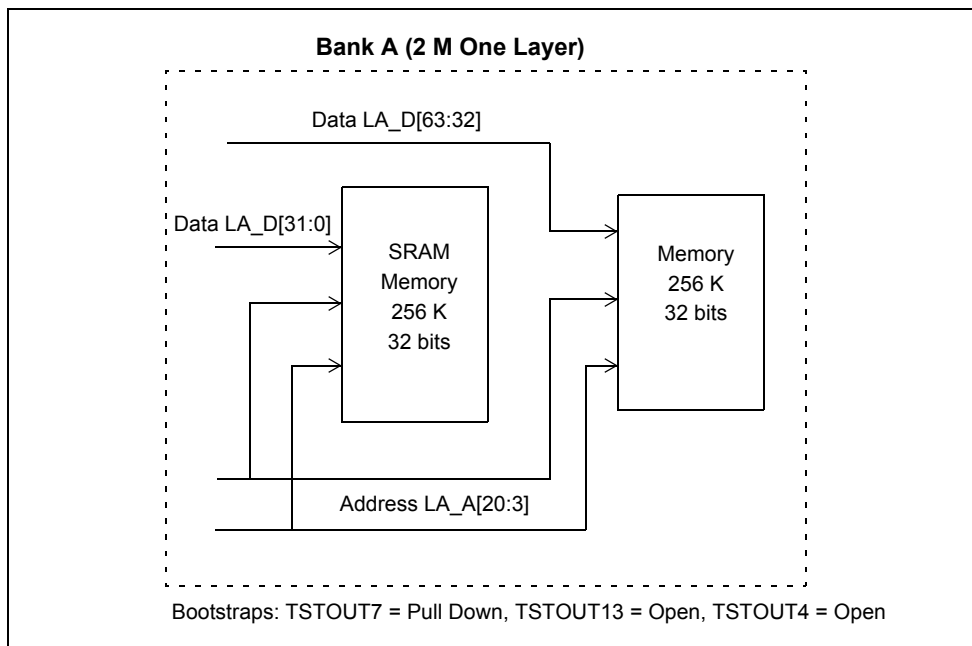 Bank A (2 M One Layer)
Data LA_D[63:32]
Data LA_D[31:0]
SRAM
Memory
256 K
32 bits
Memory
256 K
32 bits
Address LA_A[20:3]
Bootstraps: TSTOUT7 = Pull Down, TSTOUT13 = Open, TSTOUT4 = Open